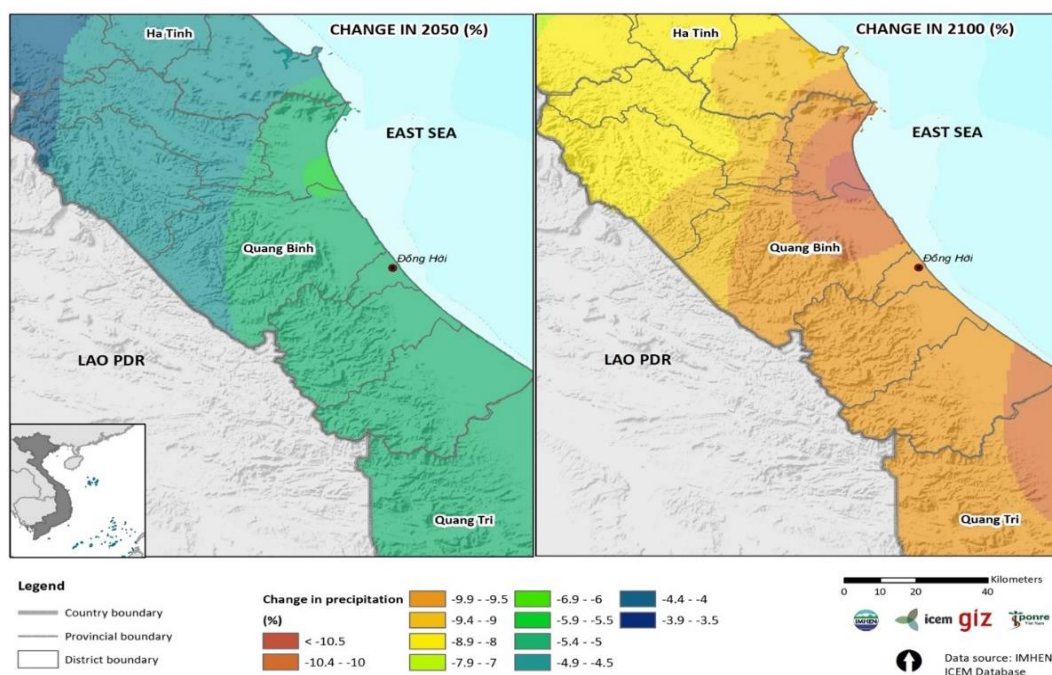 CHANGE IN 2050 (%)
Ha Tinh
EAST SEA
Quang Binh
Đồng Hới
LAO PDR
Quang Tri
CHANGE IN 2100 (%)
Ha Tinh
EAST SEA
Quang Binh
Đồng Hới
LAO PDR
Quang Tri
Legend
Country boundary
Provincial boundary
District boundary
Change in precipitation
(%)
< -10.5
-10.4 - -10
-9.9 - -9.5
-9.4 - -9
-8.9 - -8
-7.9 - -7
-6.9 - -6
-5.9 - -5.5
-5.4 - -5
-4.9 - -4.5
-4.4 - -4
-3.9 - -3.5
Kilometers
0 10 20 40
IMHEN icem giz ponre
Data source: IMHEN
ICEM Database